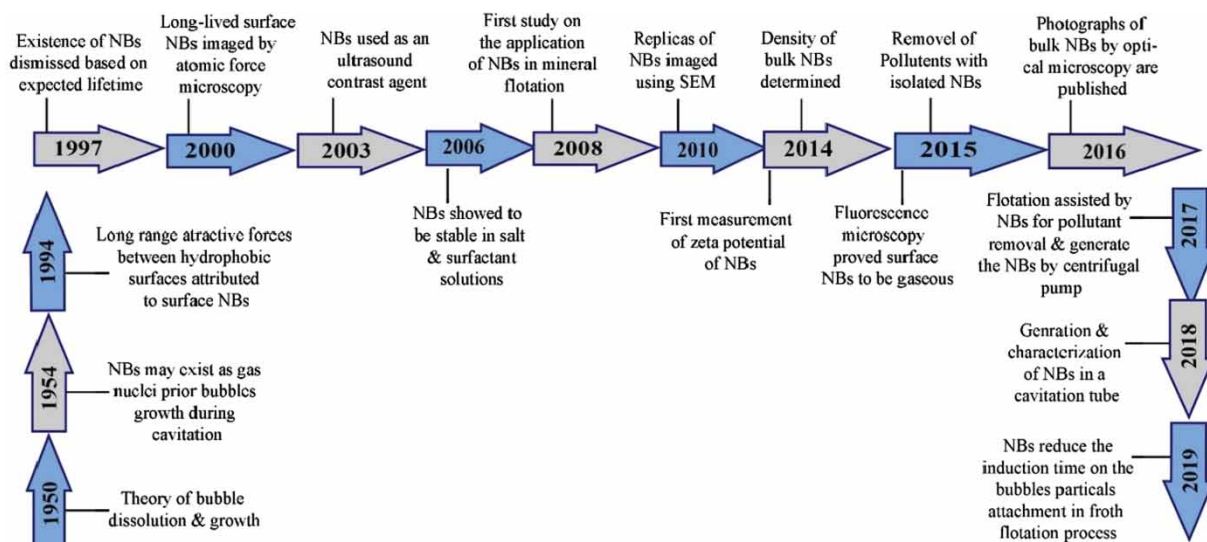 Existence of NBs
dismissed based on
expected lifetime
Long-lived surface
NBs imaged by
atomic force
microscopy
NBs used as an
ultrasound
contrast agent
First study on
the application
of NBs in mineral
flotation
Replicas of
NBs imaged
using SEM
Density of
bulk NBs
determined
Removel of
Pollutents with
isolated NBs
Photographs of
bulk NBs by opti-
cal microscopy are
published
1997
2000
2003
2006
2008
2010
2014
2015
2016
NBs showed to
be stable in salt
& surfactant
solutions
First measurement
of zeta potential
of NBs
Fluorescence
microscopy
proved surface
NBs to be gaseous
Flotation assisted
by NBs for pollutant
removal & generate
the NBs by centrifugal
pump
2017
1994
Long range atractive forces
between hydrophobic
surfaces attributed
to surface NBs
Genration &
characterization
of NBs in a
cavitation tube
2018
1954
NBs may exist as gas
nuclei prior bubbles
growth during
cavitation
NBs reduce the
induction time on the
bubbles particals
attachment in froth
flotation process
2019
1950
Theory of bubble
dissolution & growth